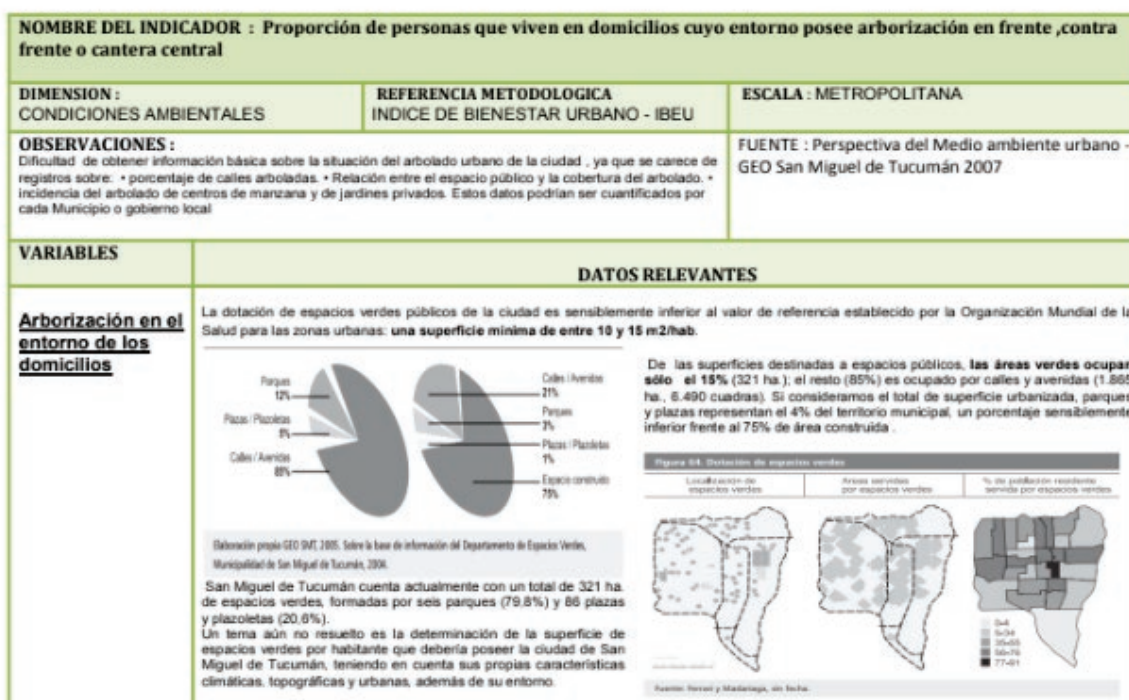 NOMBRE DEL INDICADOR : Proporción de personas que viven en domicilios cuyo entorno posee arborización en frente ,contra
frente o cantera central
DIMENSION :
CONDICIONES AMBIENTALES
REFERENCIA METODOLOGICA
INDICE DE BIENESTAR URBANO - IBEU
ESCALA : METROPOLITANA
OBSERVACIONES :
Dificultad de obtener información básica sobre la situación del arbolado urbano de la ciudad , ya que se carece de
registros sobre: • porcentaje de calles arboladas. • Relación entre el espacio público y la cobertura del arbolado. •
incidencia del arbolado de centros de manzana y de jardines privados. Estos datos podrían ser cuantificados por
cada Municipio o gobierno local
FUENTE : Perspectiva del Medio ambiente urbano -
GEO San Miguel de Tucumán 2007
VARIABLES
DATOS RELEVANTES
Arborización en el
entorno de los
domicilios
La dotación de espacios verdes públicos de la ciudad es sensiblemente inferior al valor de referencia establecido por la Organización Mundial de la
Salud para las zonas urbanas: una superficie mínima de entre 10 y 15 m2/hab.
Parques
12%
Plazas / Plazoletas
Calles / Avenidas
85%
Calles / Avenidas
21%
Parques
3%
Plazas / Plazoletas
1%
Espacio construido
75%
Elaboración propia GEO SMT, 2005. Sobre la base de información del Departamento de Espacios Verdes,
Municipalidad de San Miguel de Tucumán, 2004.
San Miguel de Tucumán cuenta actualmente con un total de 321 ha.
de espacios verdes, formadas por seis parques (79,8%) y 86 plazas
y plazoletas (20,6%).
Un tema aún no resuelto es la determinación de la superficie de
espacios verdes por habitante que debería poseer la ciudad de San
Miguel de Tucumán, teniendo en cuenta sus propias características
climáticas, topográficas y urbanas, además de su entorno.
De las superficies destinadas a espacios públicos, las áreas verdes ocupan
sólo el 15% (321 ha.); el resto (85%) es ocupado por calles y avenidas (1.865
ha., 6.490 cuadras). Si consideramos el total de superficie urbanizada, parques
y plazas representan el 4% del territorio municipal, un porcentaje sensiblemente
inferior frente al 75% de área construida .
Figura 64. Dotación de espacios verdes
Localización de
espacios verdes
Areas servidas
por espacios verdes
% de población residente
servida por espacios verdes
77-91
Fuente: Ferrari y Madariaga, sin fecha.